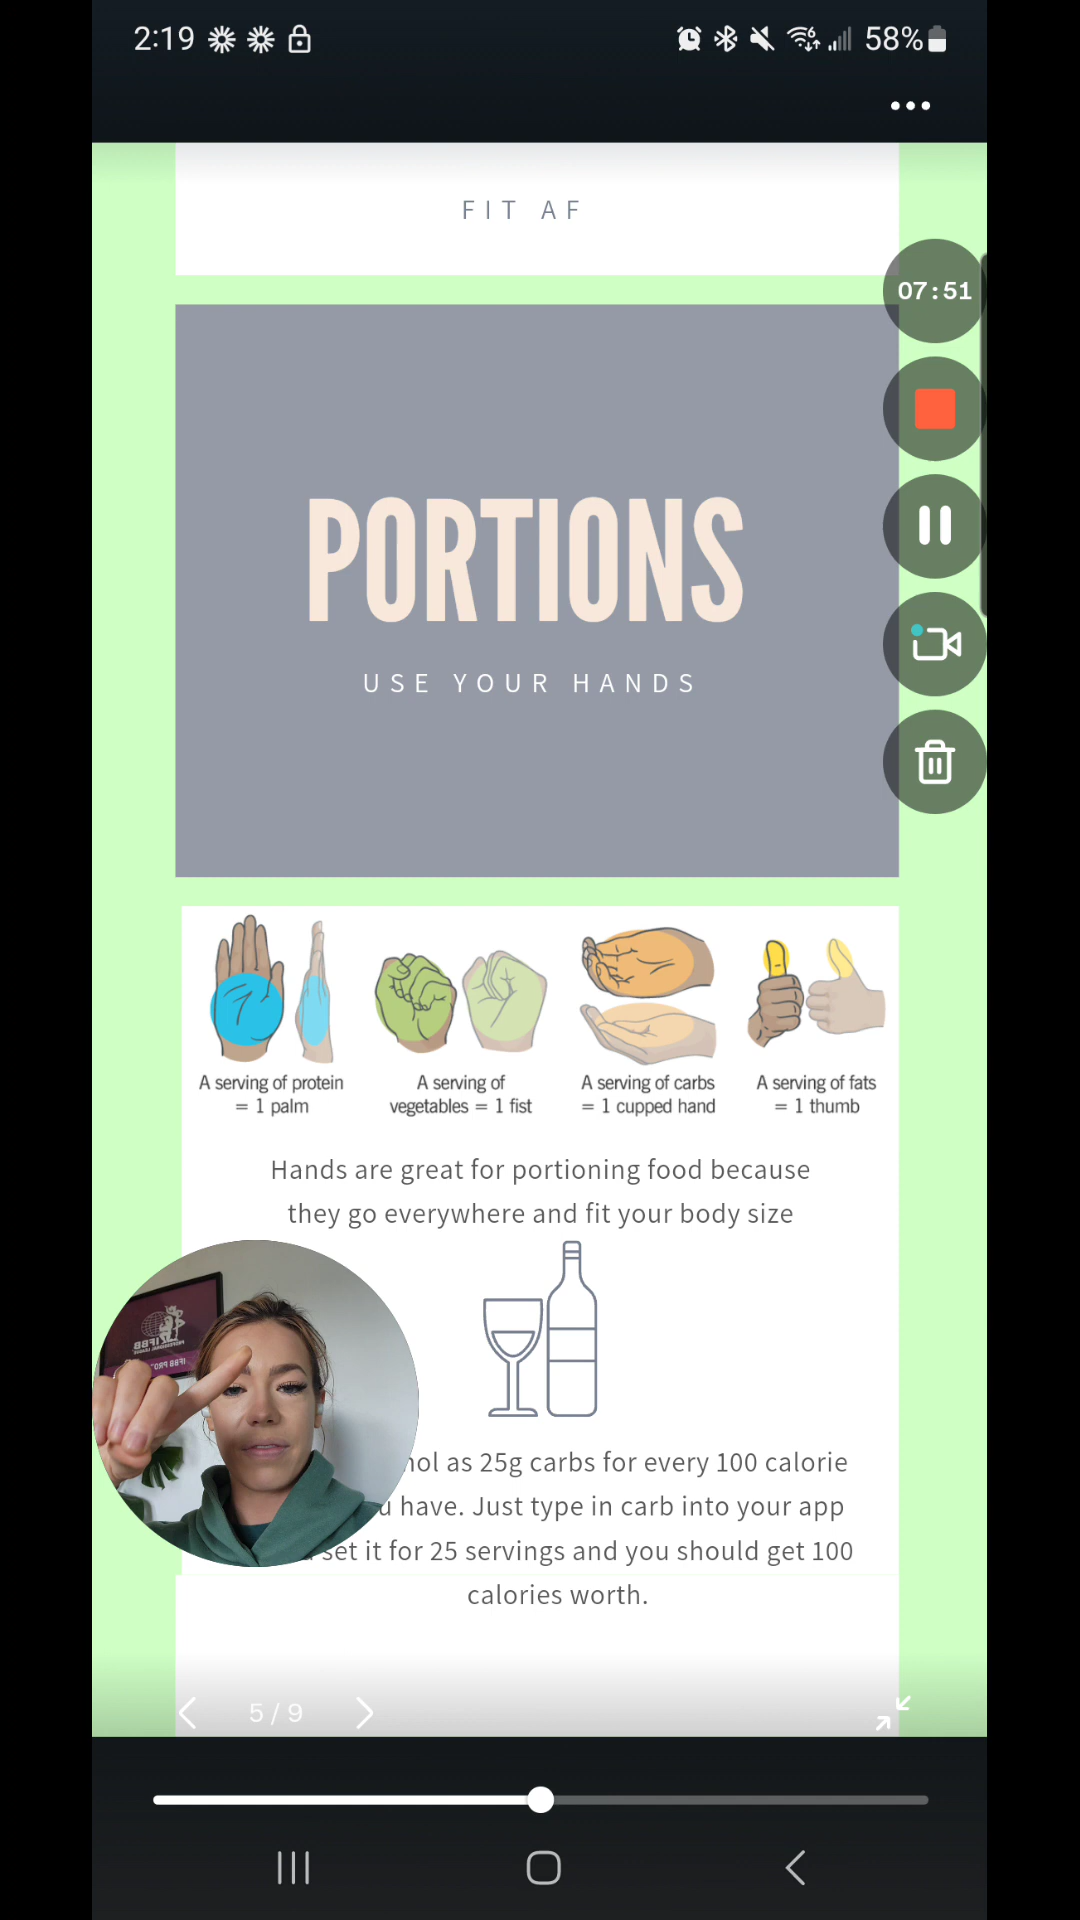 2:19
58%
FIT AF
07:51
PORTIONS
USE YOUR HANDS
A serving of protein
= 1 palm
A serving of
vegetables = 1 fist
A serving of carbs
= 1 cupped hand
A serving of fats
= 1 thumb
Hands are great for portioning food because
they go everywhere and fit your body size
IFBB
IFBB PRO
as 25g carbs for every 100 calorie
have. Just type in carb into your app
set it for 25 servings and you should get 100
calories worth.
5 / 9